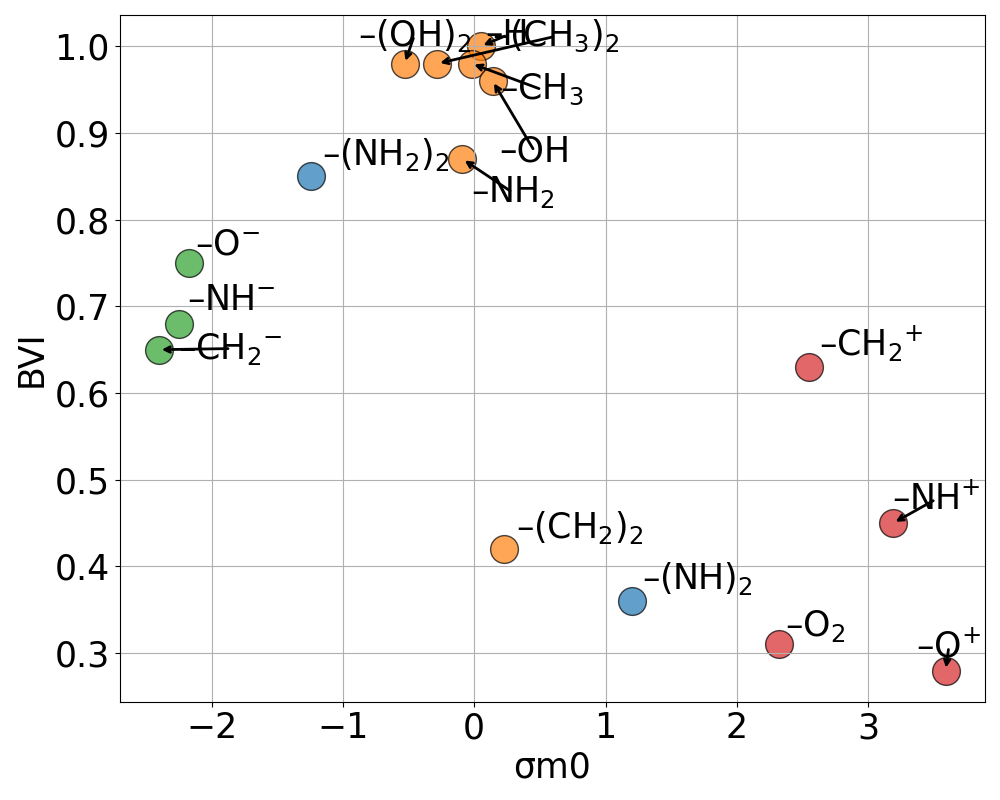 –(OH)₂
–H
–(CH₃)₂
–CH₃
–OH
–(NH₂)₂
–NH₂
–O⁻
–NH⁻
–CH₂⁻
–CH₂⁺
–NH⁺
–(CH₂)₂
–(NH)₂
–O₂
–O⁺
1.0
0.9
0.8
0.7
0.6
0.5
0.4
0.3
BVI
−2
−1
0
1
2
3
σm0